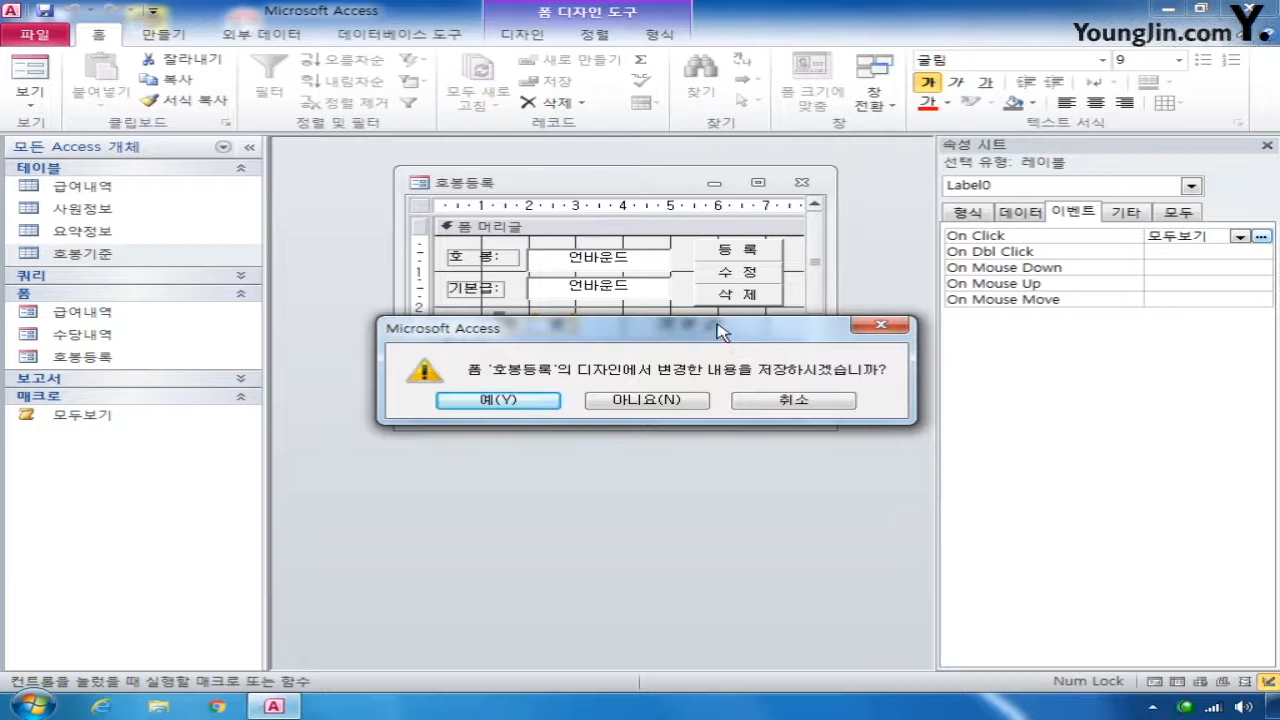 Microsoft Access
폼 디자인 도구
YoungJin.com Y.
파일
홈
만들기
외부 데이터
데이터베이스 도구
디자인
정렬
형식
보기
붙여넣기
잘라내기
복사
서식 복사
필터
오름차순
내림차순
정렬 제거
모두 새로 고침
새로 만들기
저장
삭제
찾기
폼 크기에 맞춤
창 전환
굴림
9
가 가 가
가
보기
클립보드
정렬 및 필터
레코드
찾기
창
텍스트 서식
모든 Access 개체
테이블
급여내역
사원정보
요약정보
호봉기준
쿼리
폼
급여내역
수당내역
호봉등록
보고서
매크로
모두보기
호봉등록
1 2 3 4 5 6 7
폼 머리글
호 봉:
언바운드
등 록
1
수 정
기본급:
언바운드
삭 제
2
Microsoft Access
폼 '호봉등록'의 디자인에서 변경한 내용을 저장하시겠습니까?
예(Y)
아니요(N)
취소
속성 시트
선택 유형: 레이블
Label0
형식
데이터
이벤트
기타
모두
On Click
모두보기
On Dbl Click
On Mouse Down
On Mouse Up
On Mouse Move
컨트롤을 눌렀을 때 실행할 매크로 또는 함수
Num Lock